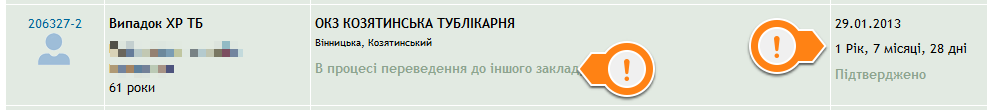 206327-2
Випадок ХР ТБ
61 роки
ОКЗ КОЗЯТИНСЬКА ТУБЛІКАРНЯ
Вінницька, Козятинський
В процесі переведення до іншого
29.01.2013
1 Рік, 7 місяці, 28 дні
Підтверджено